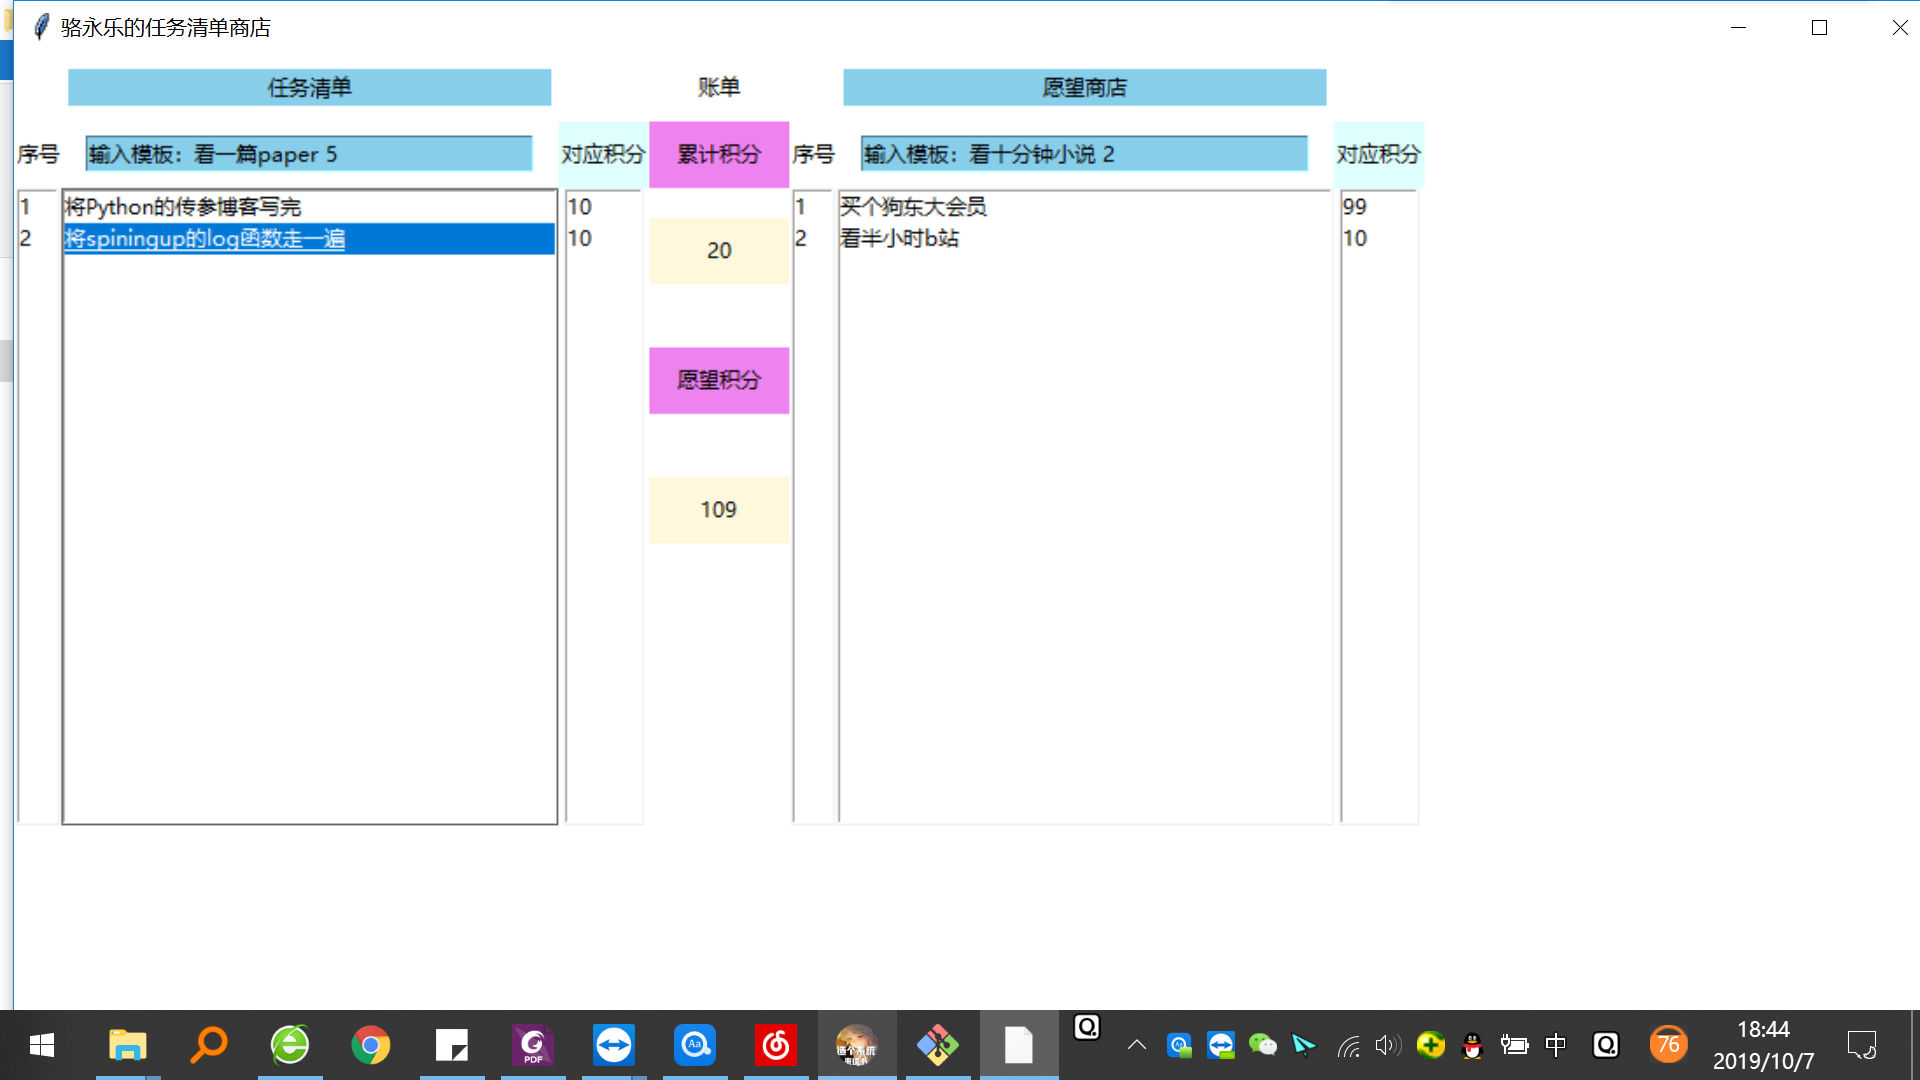 骆永乐的任务清单商店
任务清单 账单 愿望商店
序号 输入模板：看一篇paper 5 对应积分 累计积分 序号 输入模板：看十分钟小说 2 对应积分
1 将Python的传参博客写完 10 1 买个狗东大会员 99
2 将spiningup的log函数走一遍 10 2 看半小时b站 10
20
愿望积分
109
PDF
Aa
中
76
18:44
2019/10/7